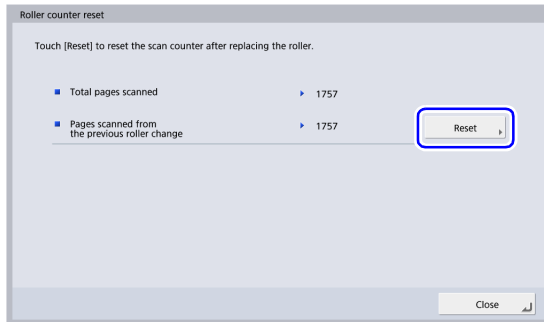 Roller counter reset
Touch [Reset] to reset the scan counter after replacing the roller.
Total pages scanned 1757
Pages scanned from
the previous roller change 1757
Reset
Close